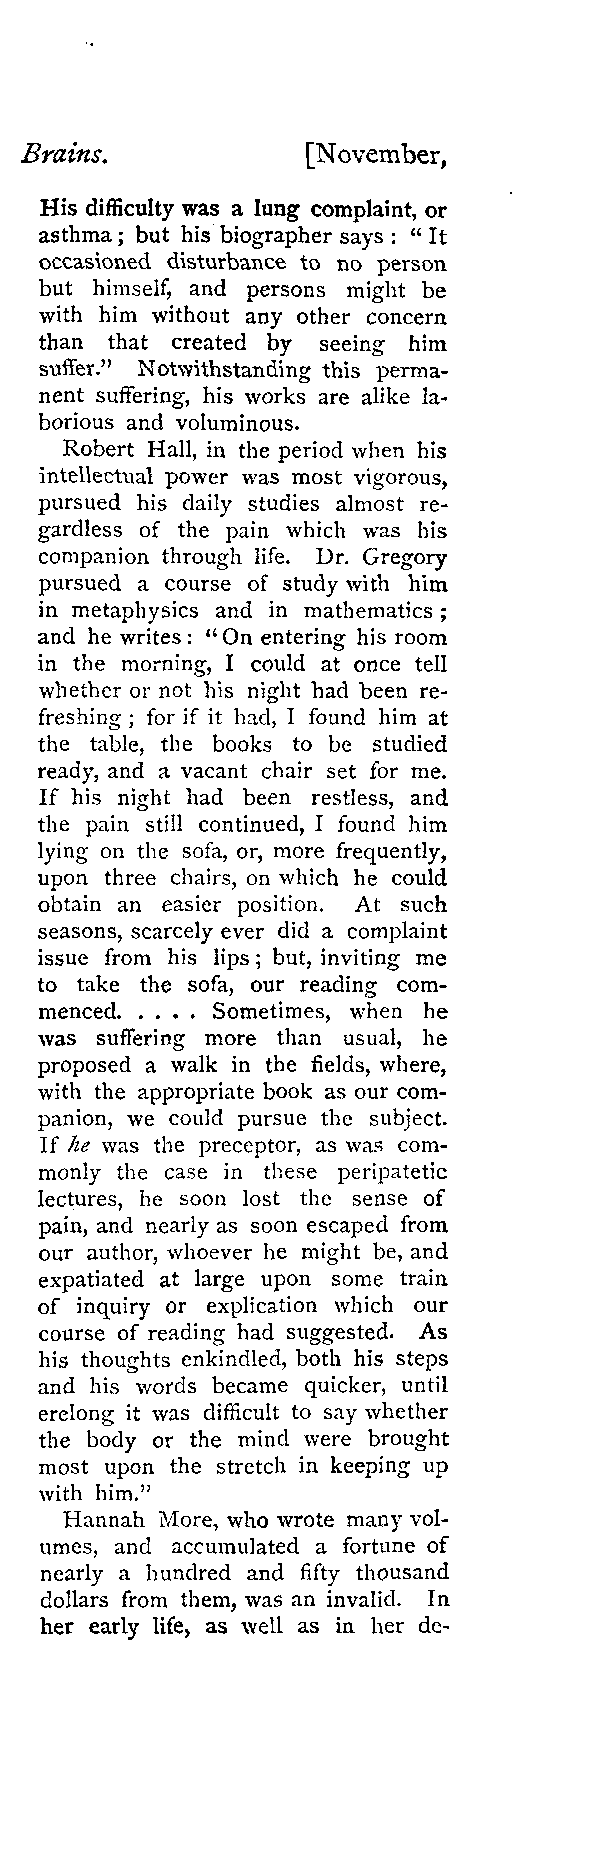 Brains. [November,
His difficulty was a lung complaint, or
asthma; but his biographer says: "It
occasioned disturbance to no person
but himself, and persons might be
with him without any other concern
than that created by seeing him
suffer." Notwithstanding this perma-
nent suffering, his works are alike la-
borious and voluminous.
Robert Hall, in the period when his
intellectual power was most vigorous,
pursued his daily studies almost re-
gardless of the pain which was his
companion through life. Dr. Gregory
pursued a course of study with him
in metaphysics and in mathematics;
and he writes: "On entering his room
in the morning, I could at once tell
whether or not his night had been re-
freshing; for if it had, I found him at
the table, the books to be studied
ready, and a vacant chair set for me.
If his night had been restless, and
the pain still continued, I found him
lying on the sofa, or, more frequently,
upon three chairs, on which he could
obtain an easier position. At such
seasons, scarcely ever did a complaint
issue from his lips; but, inviting me
to take the sofa, our reading com-
menced. . . . . Sometimes, when he
was suffering more than usual, he
proposed a walk in the fields, where,
with the appropriate book as our com-
panion, we could pursue the subject.
If he was the preceptor, as was com-
monly the case in these peripatetic
lectures, he soon lost the sense of
pain, and nearly as soon escaped from
our author, whoever he might be, and
expatiated at large upon some train
of inquiry or explication which our
course of reading had suggested. As
his thoughts enkindled, both his steps
and his words became quicker, until
erelong it was difficult to say whether
the body or the mind were brought
most upon the stretch in keeping up
with him."
Hannah More, who wrote many vol-
umes, and accumulated a fortune of
nearly a hundred and fifty thousand
dollars from them, was an invalid. In
her early life, as well as in her de-